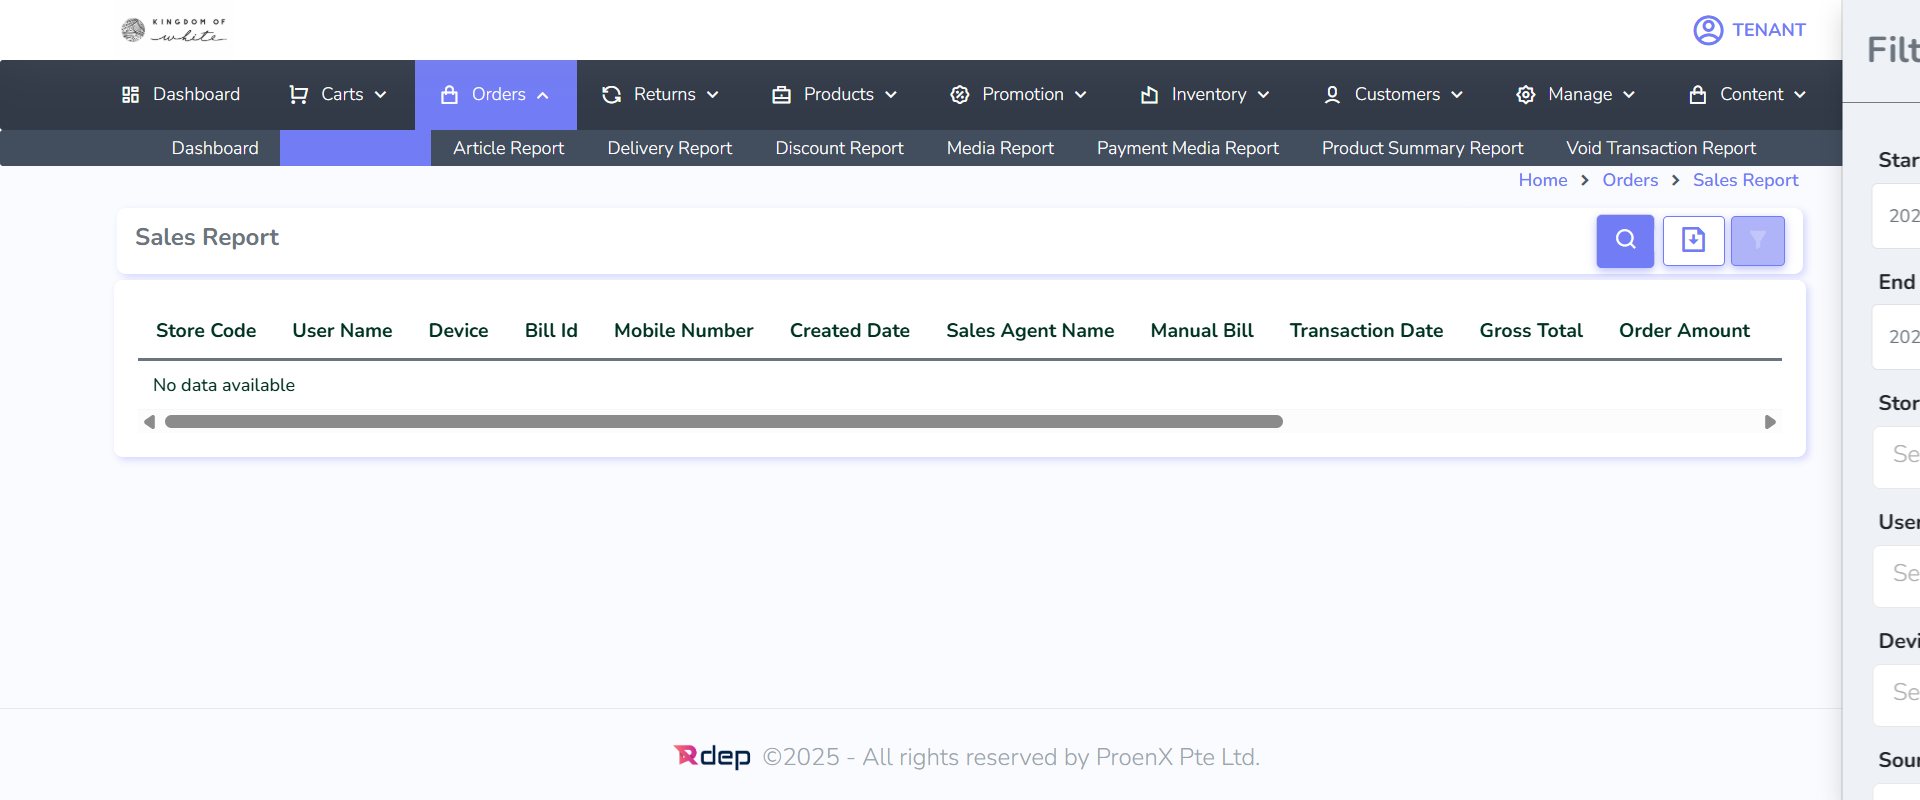 KINGDOM OF
white
TENANT
Dashboard Carts Orders Returns Products Promotion Inventory Customers Manage Content
Dashboard Article Report Delivery Report Discount Report Media Report Payment Media Report Product Summary Report Void Transaction Report
Home > Orders > Sales Report
Sales Report
Store Code User Name Device Bill Id Mobile Number Created Date Sales Agent Name Manual Bill Transaction Date Gross Total Order Amount
No data available
Rdep ©2025 - All rights reserved by ProenX Pte Ltd.
Filt
Star
202
End
202
Stor
Se
User
Se
Devi
Se
Sour